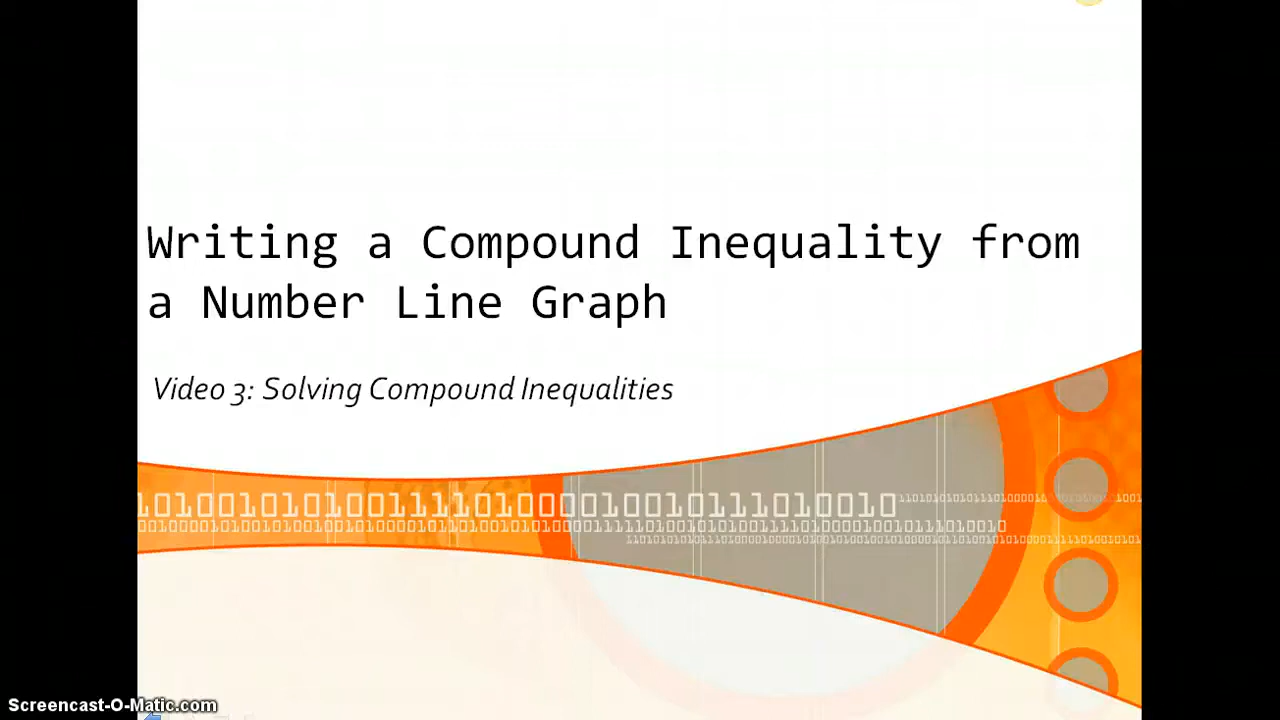 Writing a Compound Inequality from
a Number Line Graph
Video 3: Solving Compound Inequalities
Screencast-O-Matic.com